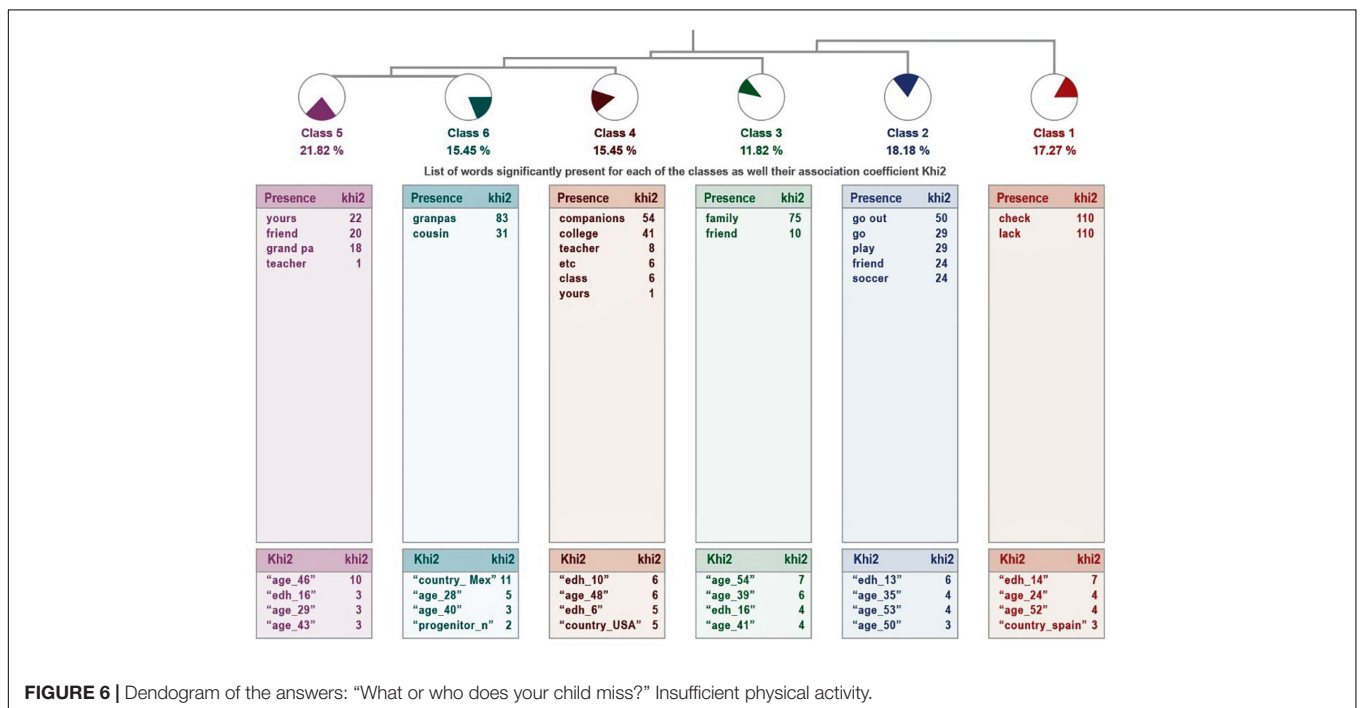 Class 5 Class 6 Class 4 Class 3 Class 2 Class 1
21.82 % 15.45 % 15.45 % 11.82 % 18.18 % 17.27 %
List of words significantly present for each of the classes as well their association coefficient Khi2
Presence khi2
yours 22
friend 20
grand pa 18
teacher 1
Presence khi2
granpas 83
cousin 31
Presence khi2
companions 54
college 41
teacher 8
etc 6
class 6
yours 1
Presence khi2
family 75
friend 10
Presence khi2
go out 50
go 29
play 29
friend 24
soccer 24
Presence khi2
check 110
lack 110
Khi2 khi2
"age_46" 10
"edh_16" 3
"age_29" 3
"age_43" 3
Khi2 khi2
"country_ Mex" 11
"age_28" 5
"age_40" 3
"progenitor_n" 2
Khi2 khi2
"edh_10" 6
"age_48" 6
"edh_6" 5
"country_USA" 5
Khi2 khi2
"age_54" 7
"age_39" 6
"edh_16" 4
"age_41" 4
Khi2 khi2
"edh_13" 6
"age_35" 4
"age_53" 4
"age_50" 3
Khi2 khi2
"edh_14" 7
"age_24" 4
"age_52" 4
"country_spain" 3
FIGURE 6 | Dendogram of the answers: “What or who does your child miss?” Insufficient physical activity.